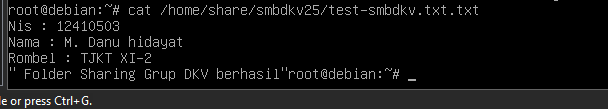 root@debian:~# cat /home/share/smbdkv25/test-smbdkv.txt.txt
Nis : 12410503
Nama : M. Danu hidayat
Rombel : TJKT XI-2
" Folder Sharing Grup DKV berhasil"root@debian:~# _
le or press Ctrl+G.